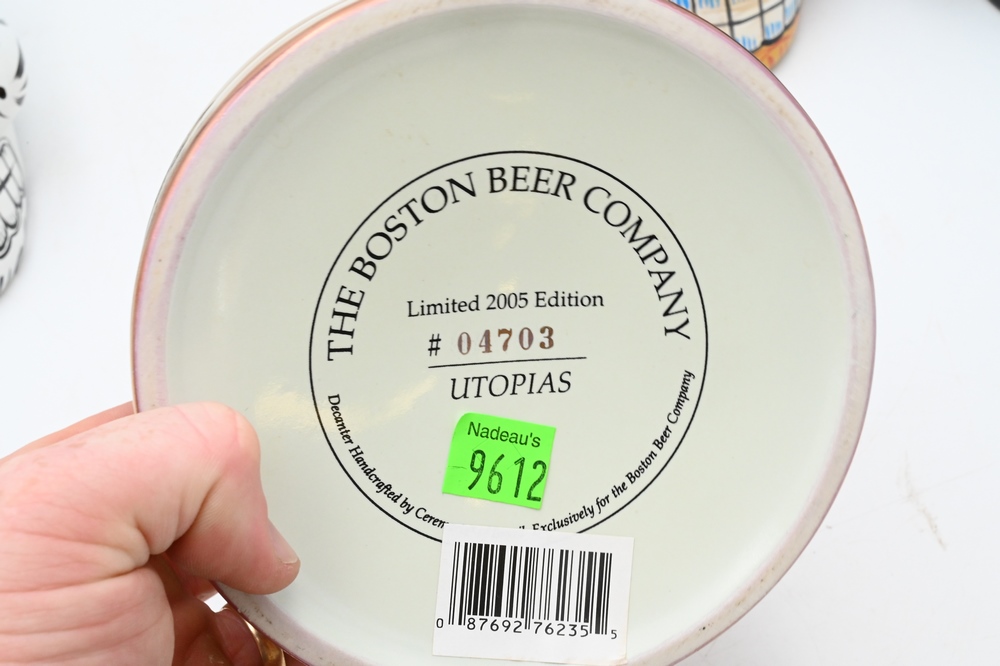 THE BOSTON BEER COMPANY
Limited 2005 Edition
# 04703
UTOPIAS
Nadeau's
9612
Decanter Handcrafted by Exclusively for the Boston Beer Company
0 87692 76235 5